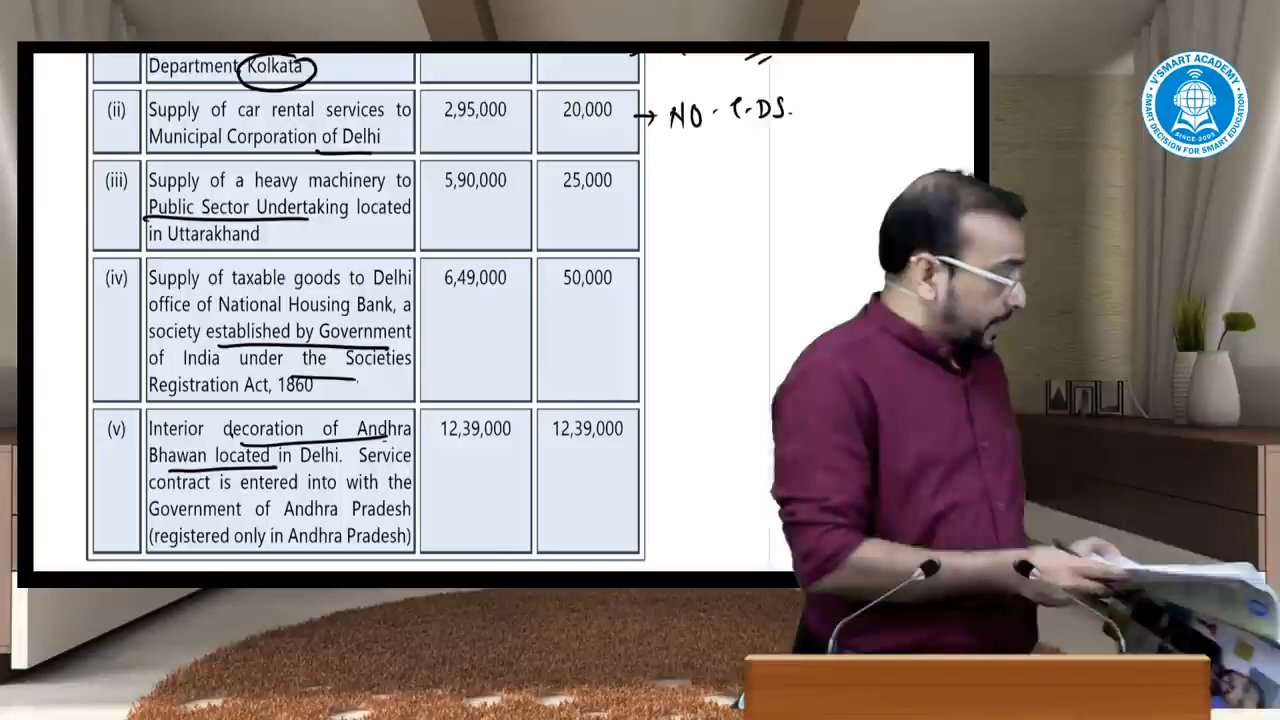 Department, Kolkata
(ii) Supply of car rental services to 2,95,000 20,000 → NO T.DS.
Municipal Corporation of Delhi
(iii) Supply of a heavy machinery to 5,90,000 25,000
Public Sector Undertaking located
in Uttarakhand
(iv) Supply of taxable goods to Delhi 6,49,000 50,000
office of National Housing Bank, a
society established by Government
of India under the Societies
Registration Act, 1860
(v) Interior decoration of Andhra 12,39,000 12,39,000
Bhawan located in Delhi. Service
contract is entered into with the
Government of Andhra Pradesh
(registered only in Andhra Pradesh)
V'SMART ACADEMY
SINCE-2005
SMART DECISION FOR SMART EDUCATION